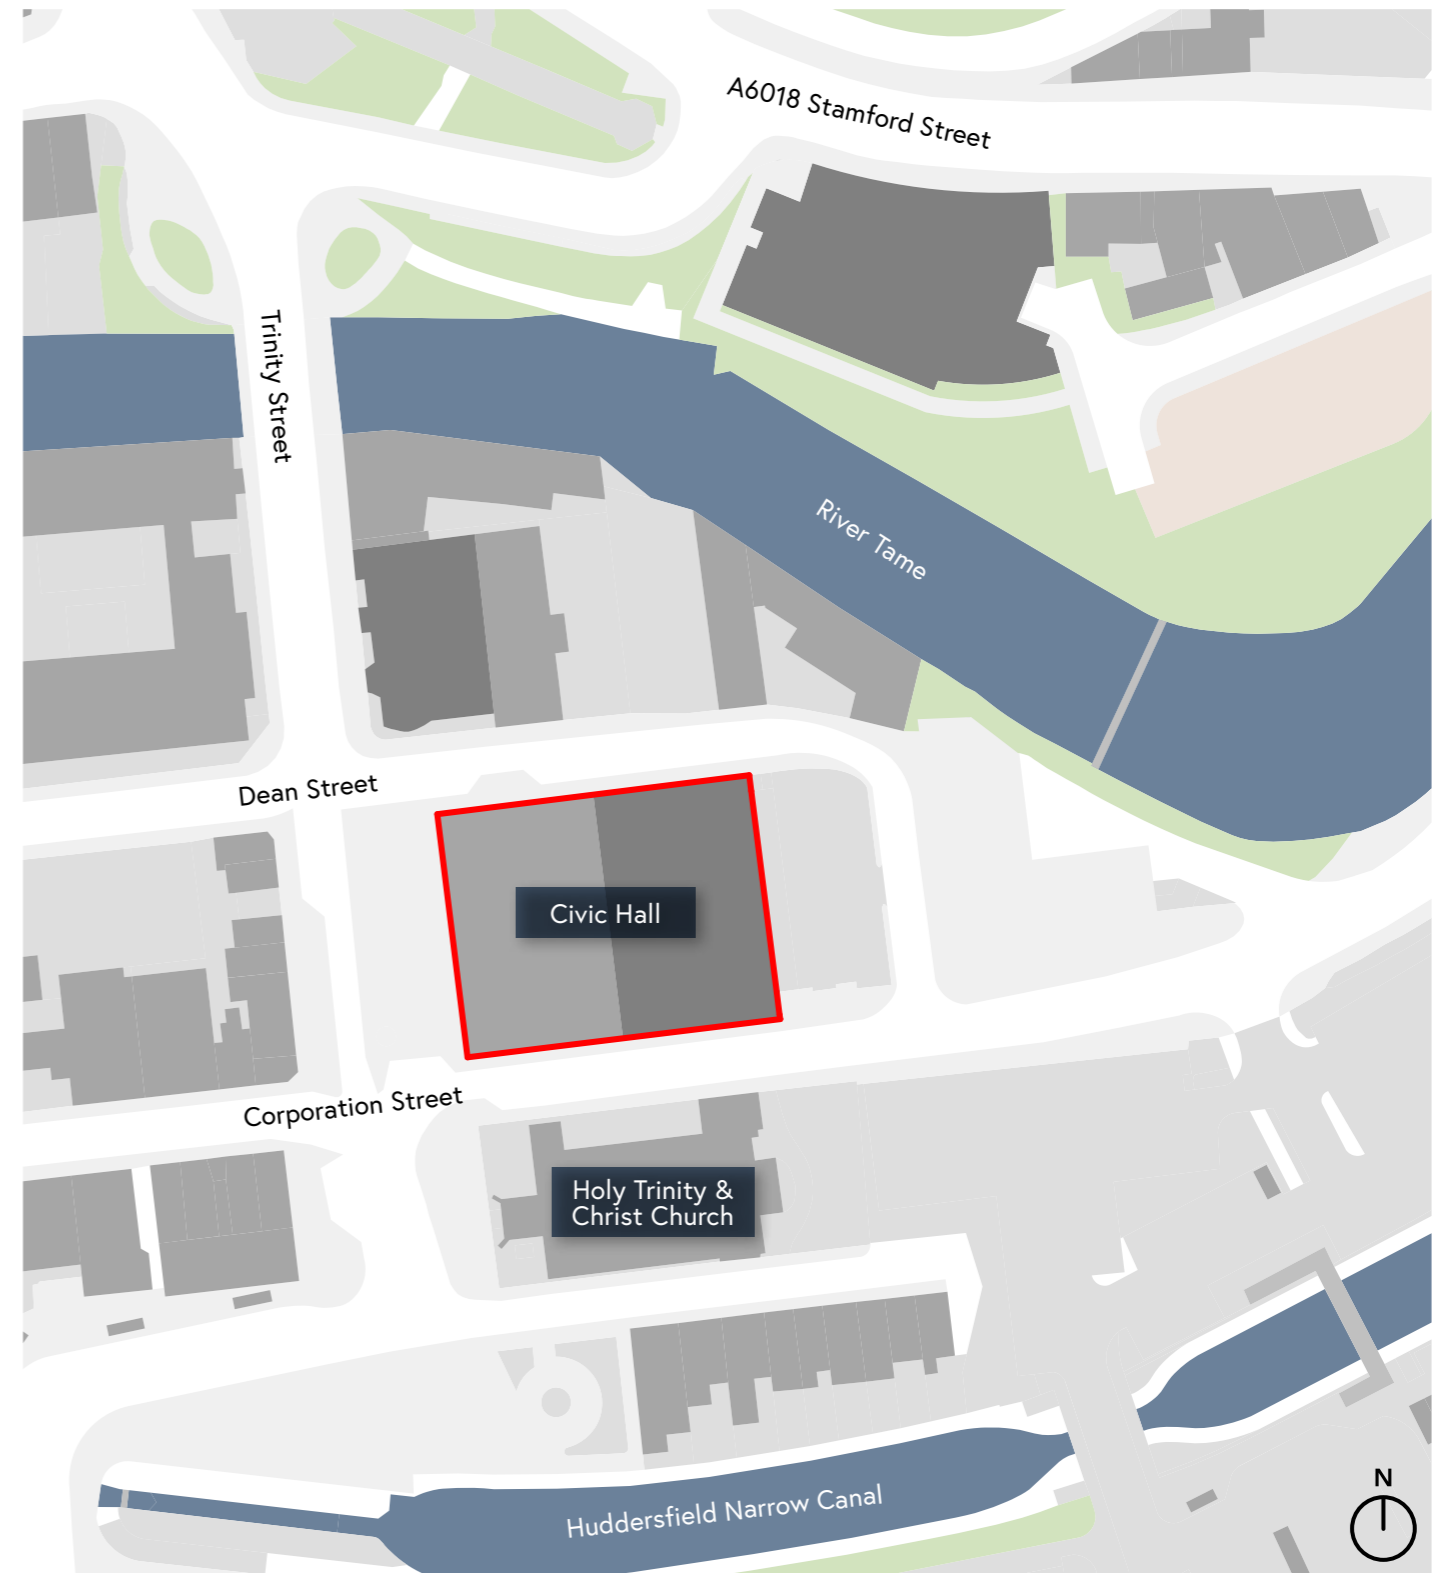 A6018 Stamford Street
Trinity Street
River Tame
Dean Street
Civic Hall
Corporation Street
Holy Trinity &
Christ Church
N
Huddersfield Narrow Canal